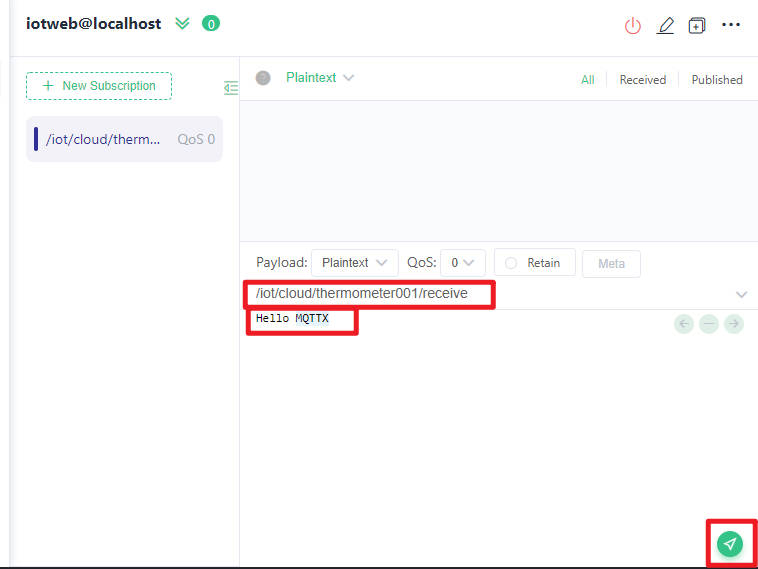 iotweb@localhost 0
+ New Subscription
/iot/cloud/therm... QoS 0
? Plaintext All Received Published
Payload: Plaintext QoS: 0 Retain Meta
/iot/cloud/thermometer001/receive
Hello MQTTX